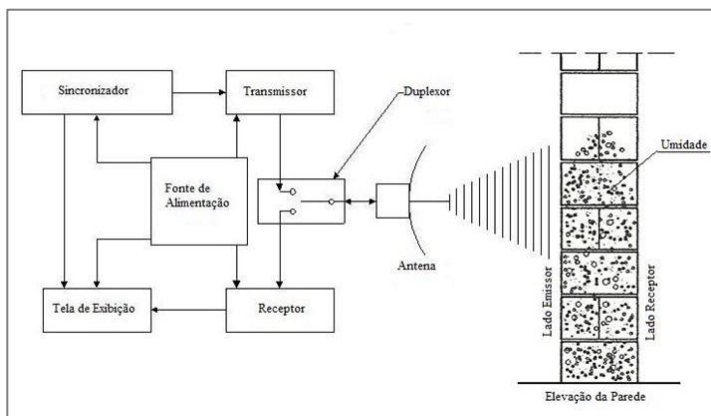 Sincronizador
Transmissor
Duplexor
Umidade
Fonte de
Alimentação
Antena
Tela de Exibição
Receptor
Lado Emissor
Lado Receptor
Elevação da Parede